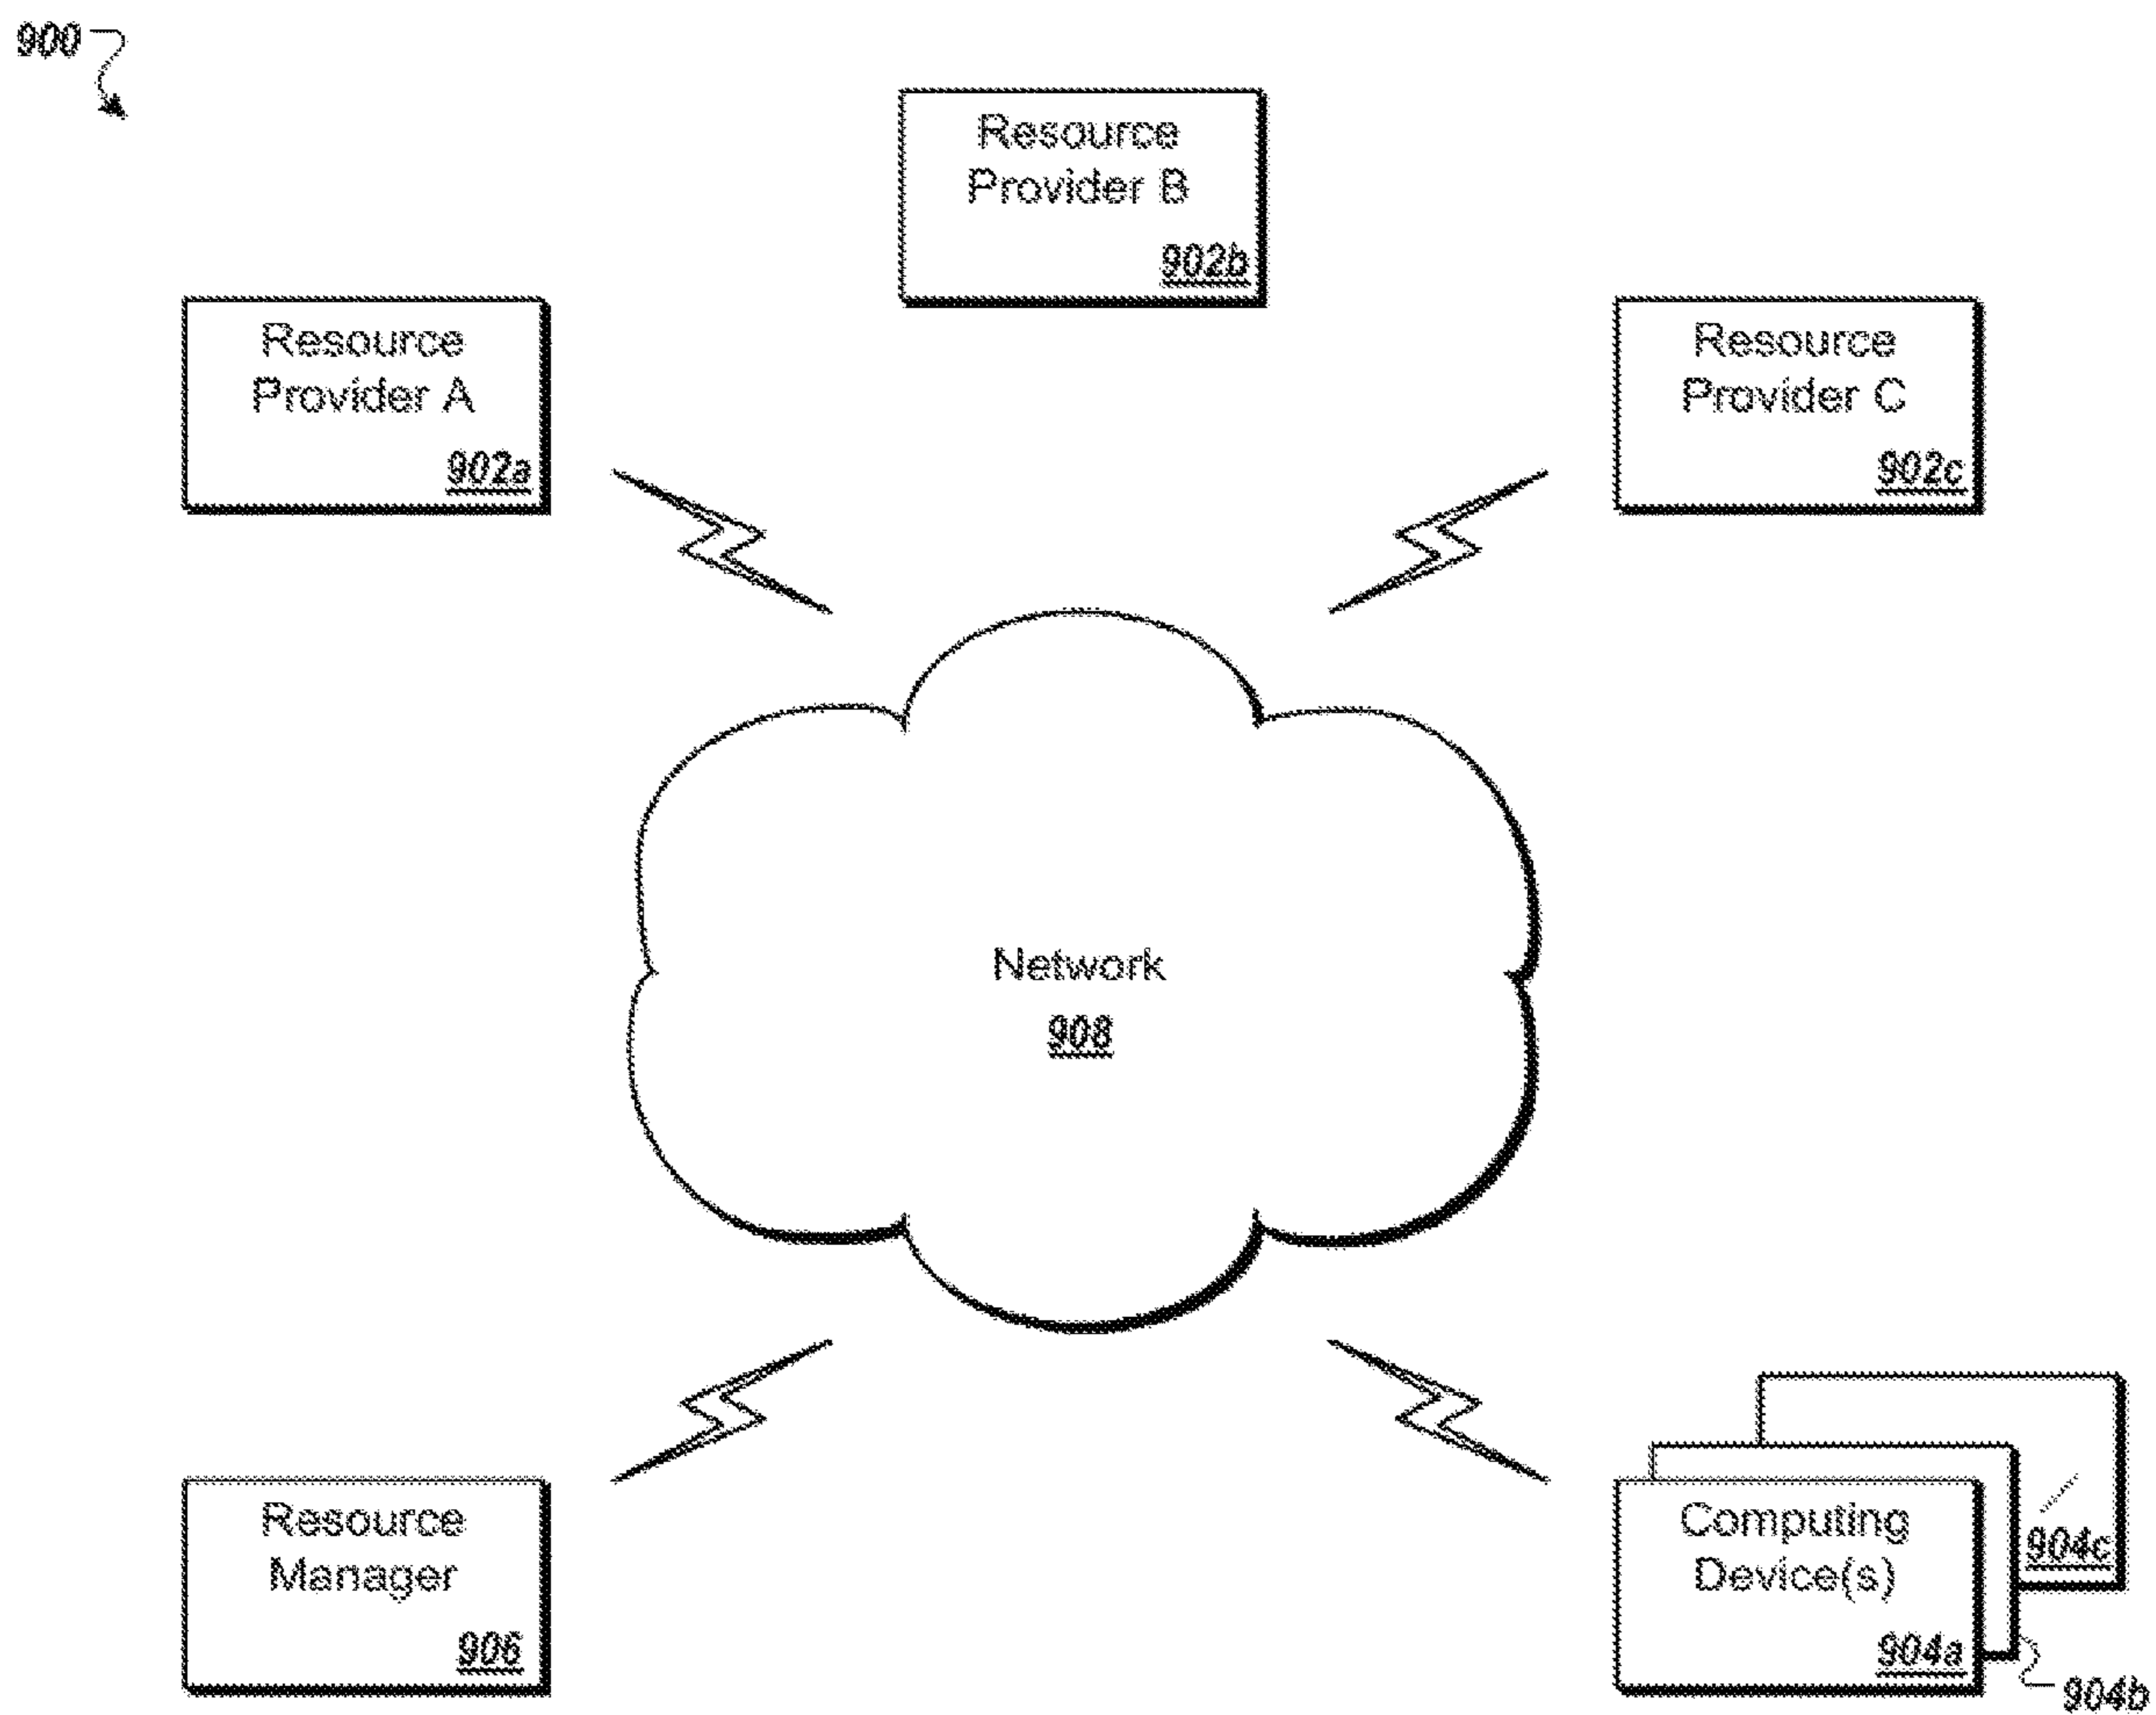 900
Resource
Provider B
902b
Resource
Provider A
902a
Resource
Provider C
902c
Network
908
Resource
Manager
906
Computing
Device(s)
904a
904c
904b